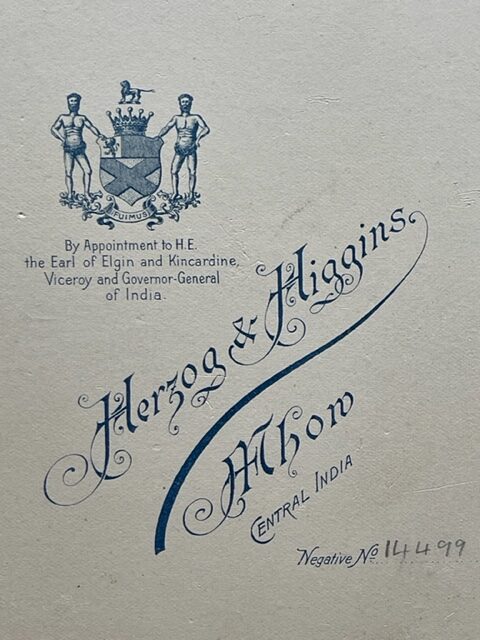 FUIMUS
By Appointment to H.E.
the Earl of Elgin and Kincardine,
Viceroy and Governor-General
of India.
Herzog & Higgins
Mhow
CENTRAL INDIA
Negative No 14499